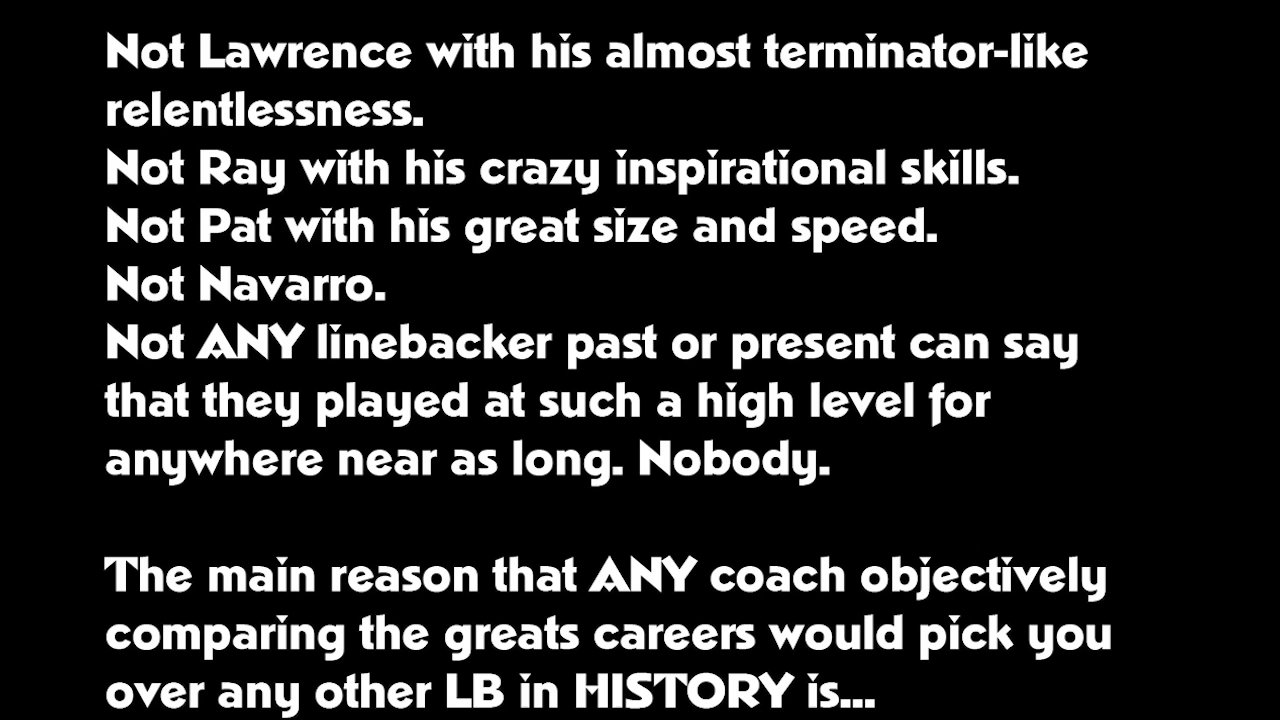 Not Lawrence with his almost terminator-like
relentlessness.
Not Ray with his crazy inspirational skills.
Not Pat with his great size and speed.
Not Navarro.
Not ANY linebacker past or present can say
that they played at such a high level for
anywhere near as long. Nobody.
The main reason that ANY coach objectively
comparing the greats careers would pick you
over any other LB in HISTORY is...